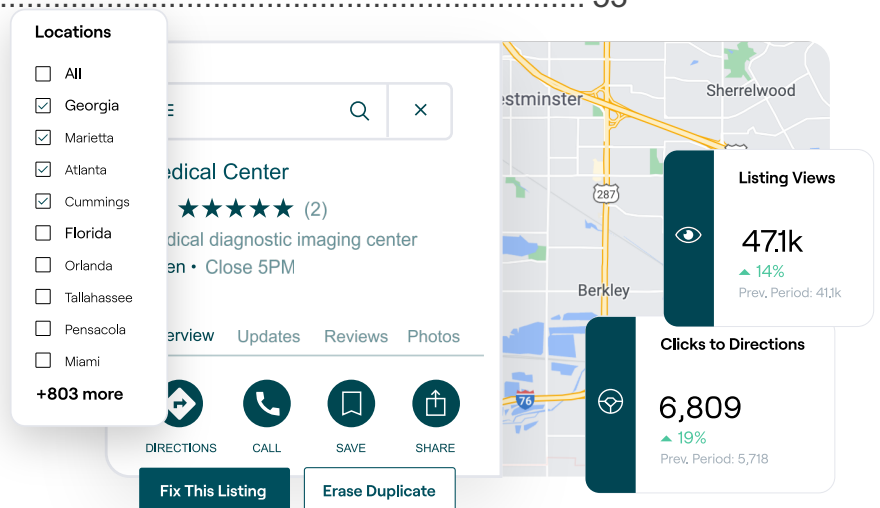 Locations
All
Georgia
Marietta
Atlanta
Cummings
Florida
Orlanda
Tallahassee
Pensacola
Miami
+803 more
edical Center
★★★★★ (2)
dical diagnostic imaging center
en • Close 5PM
erview Updates Reviews Photos
DIRECTIONS CALL SAVE SHARE
Fix This Listing Erase Duplicate
estminster
Sherrelwood
287
Berkley
76
Listing Views
47.1k
14%
Prev. Period: 41,1k
Clicks to Directions
6,809
19%
Prev. Period: 5,718